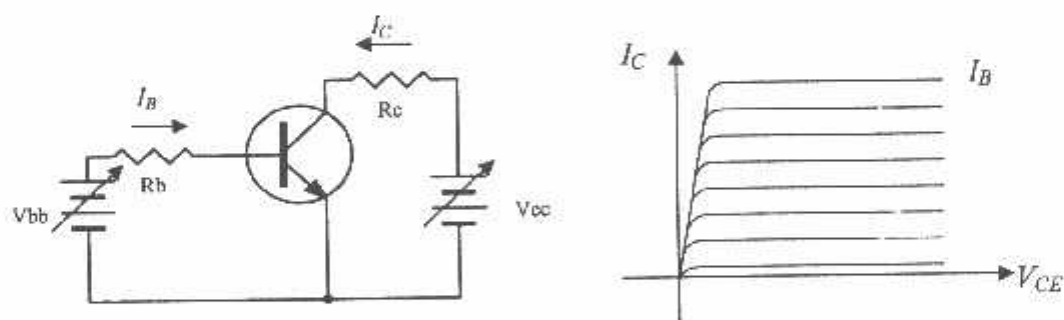 I_C
I_B
Rc
Rb
Vbb
Vcc
I_C
I_B
V_CE